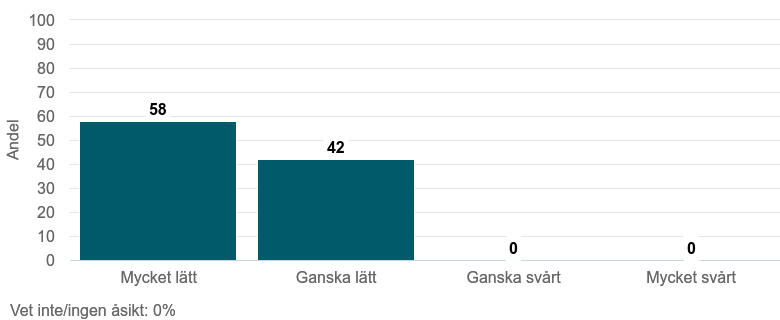 100
90
80
70
60
50
40
30
20
10
0
Andel
58
42
0
0
Mycket lätt
Ganska lätt
Ganska svårt
Mycket svårt
Vet inte/ingen åsikt: 0%